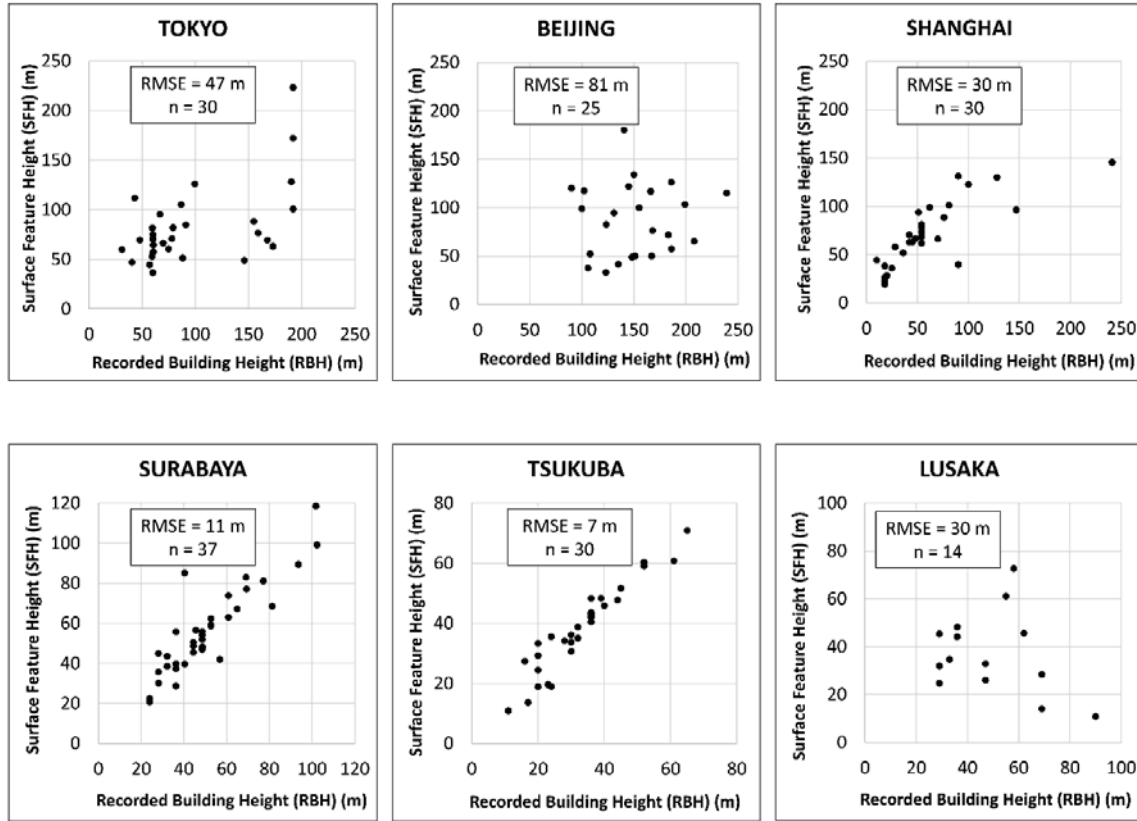 TOKYO
RMSE = 47 m
n = 30
Surface Feature Height (SFH) (m)
250
200
150
100
50
0
0 50 100 150 200 250
Recorded Building Height (RBH) (m)
BEIJING
RMSE = 81 m
n = 25
Surface Feature Height (SFH) (m)
250
200
150
100
50
0
0 50 100 150 200 250
Recorded Building Height (RBH) (m)
SHANGHAI
RMSE = 30 m
n = 30
Surface Feature Height (SFH) (m)
250
200
150
100
50
0
0 50 100 150 200 250
Recorded Building Height (RBH) (m)
SURABAYA
RMSE = 11 m
n = 37
Surface Feature Height (SFH) (m)
120
100
80
60
40
20
0
0 20 40 60 80 100 120
Recorded Building Height (RBH) (m)
TSUKUBA
RMSE = 7 m
n = 30
Surface Feature Height (SFH) (m)
80
60
40
20
0
0 20 40 60 80
Recorded Building Height (RBH) (m)
LUSAKA
RMSE = 30 m
n = 14
Surface Feature Height (SFH) (m)
100
80
60
40
20
0
0 20 40 60 80 100
Recorded Building Height (RBH) (m)